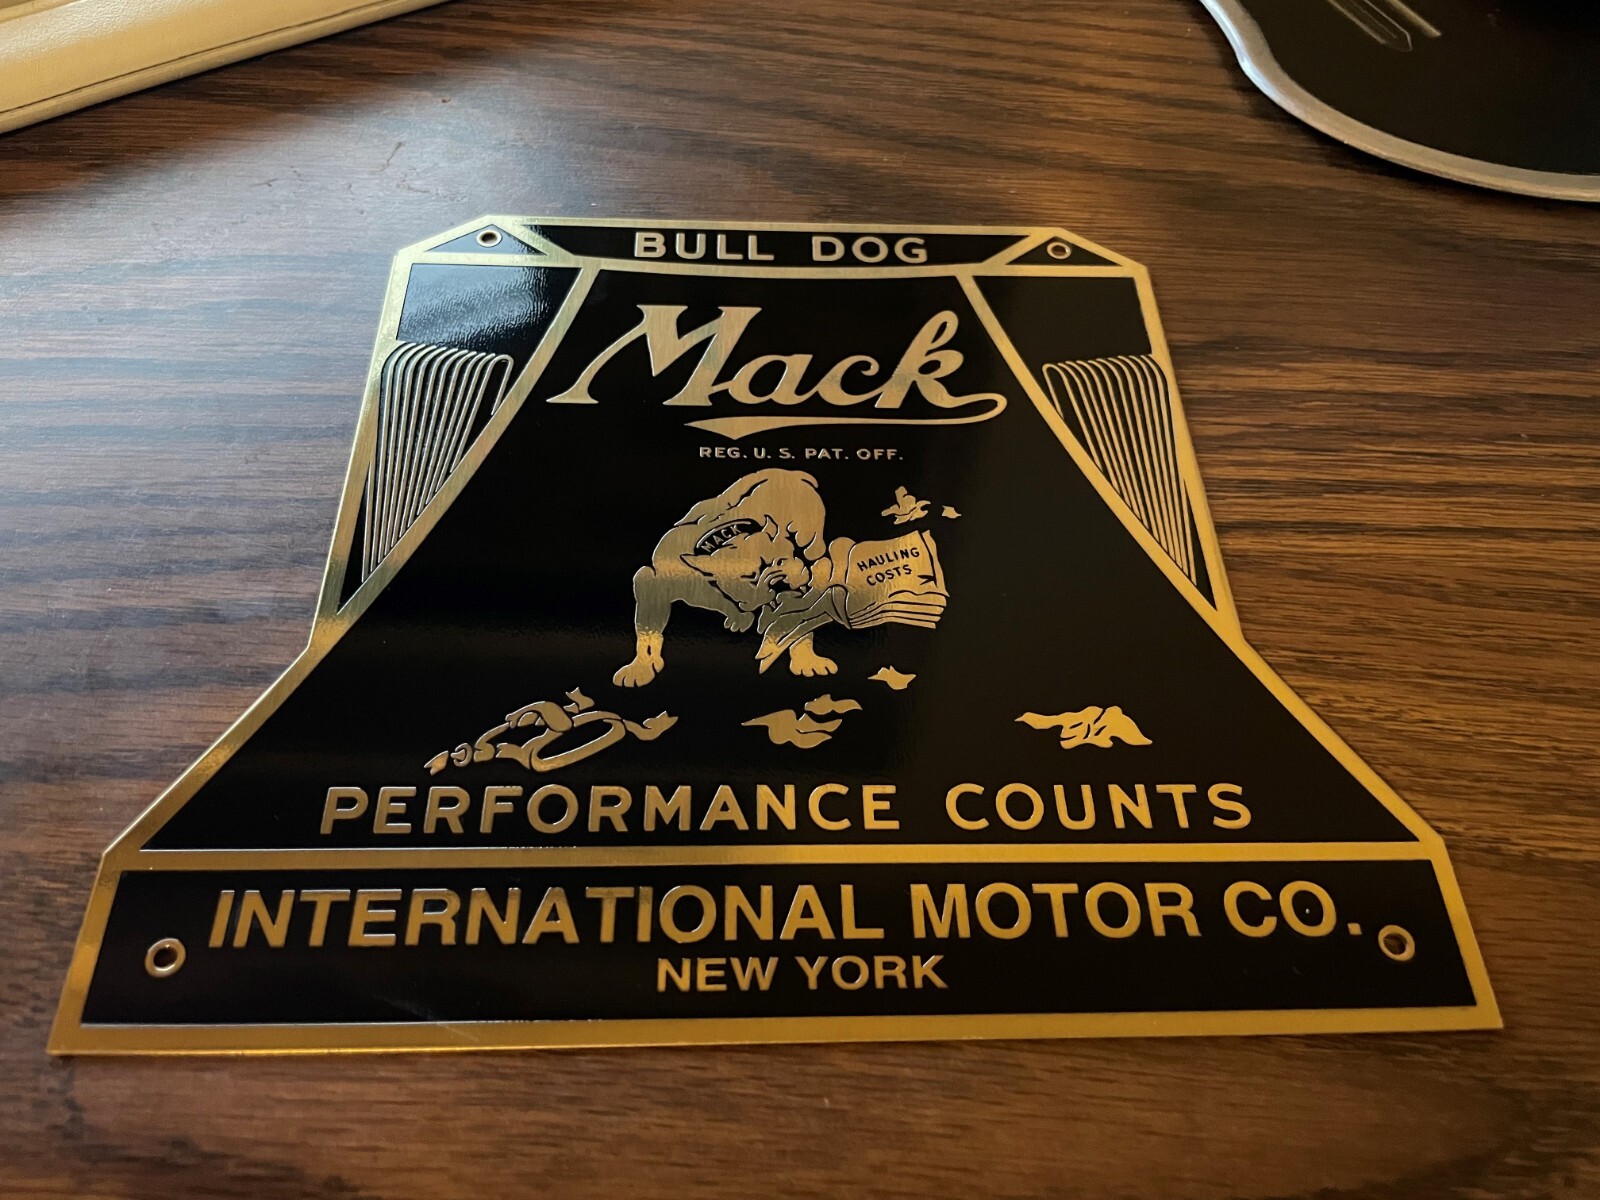 BULL DOG
Mack
REG. U. S. PAT. OFF.
MACK
HAULING
COSTS
PERFORMANCE COUNTS
INTERNATIONAL MOTOR CO.
NEW YORK